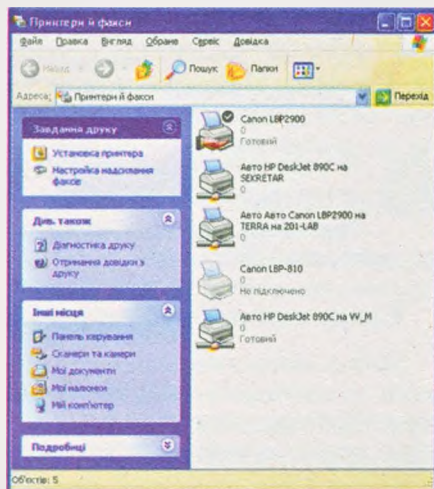 Принтери й факси
Файл Правка Вигляд Обране Сервіс Довідка
Назад Пошук Папки
Адреса: Принтери й факси Перехід
Завдання друку
Установка принтера
Настройка надсилання
факсів
Див. також
Діагностика друку
Отримання довідки з
друку
Інші місця
Панель керування
Сканери та камери
Мої документи
Мої малюнки
Мій комп'ютер
Подробиці
Canon LBP2900
0
Готовий
Авто HP DeskJet 890C на
SEKRETAR
0
Авто Авто Canon LBP2900 на
TERRA на 201-LAB
0
Canon LBP-810
0
Не підключено
Авто HP DeskJet 890C на VV_M
0
Готовий
Об'єктів: 5